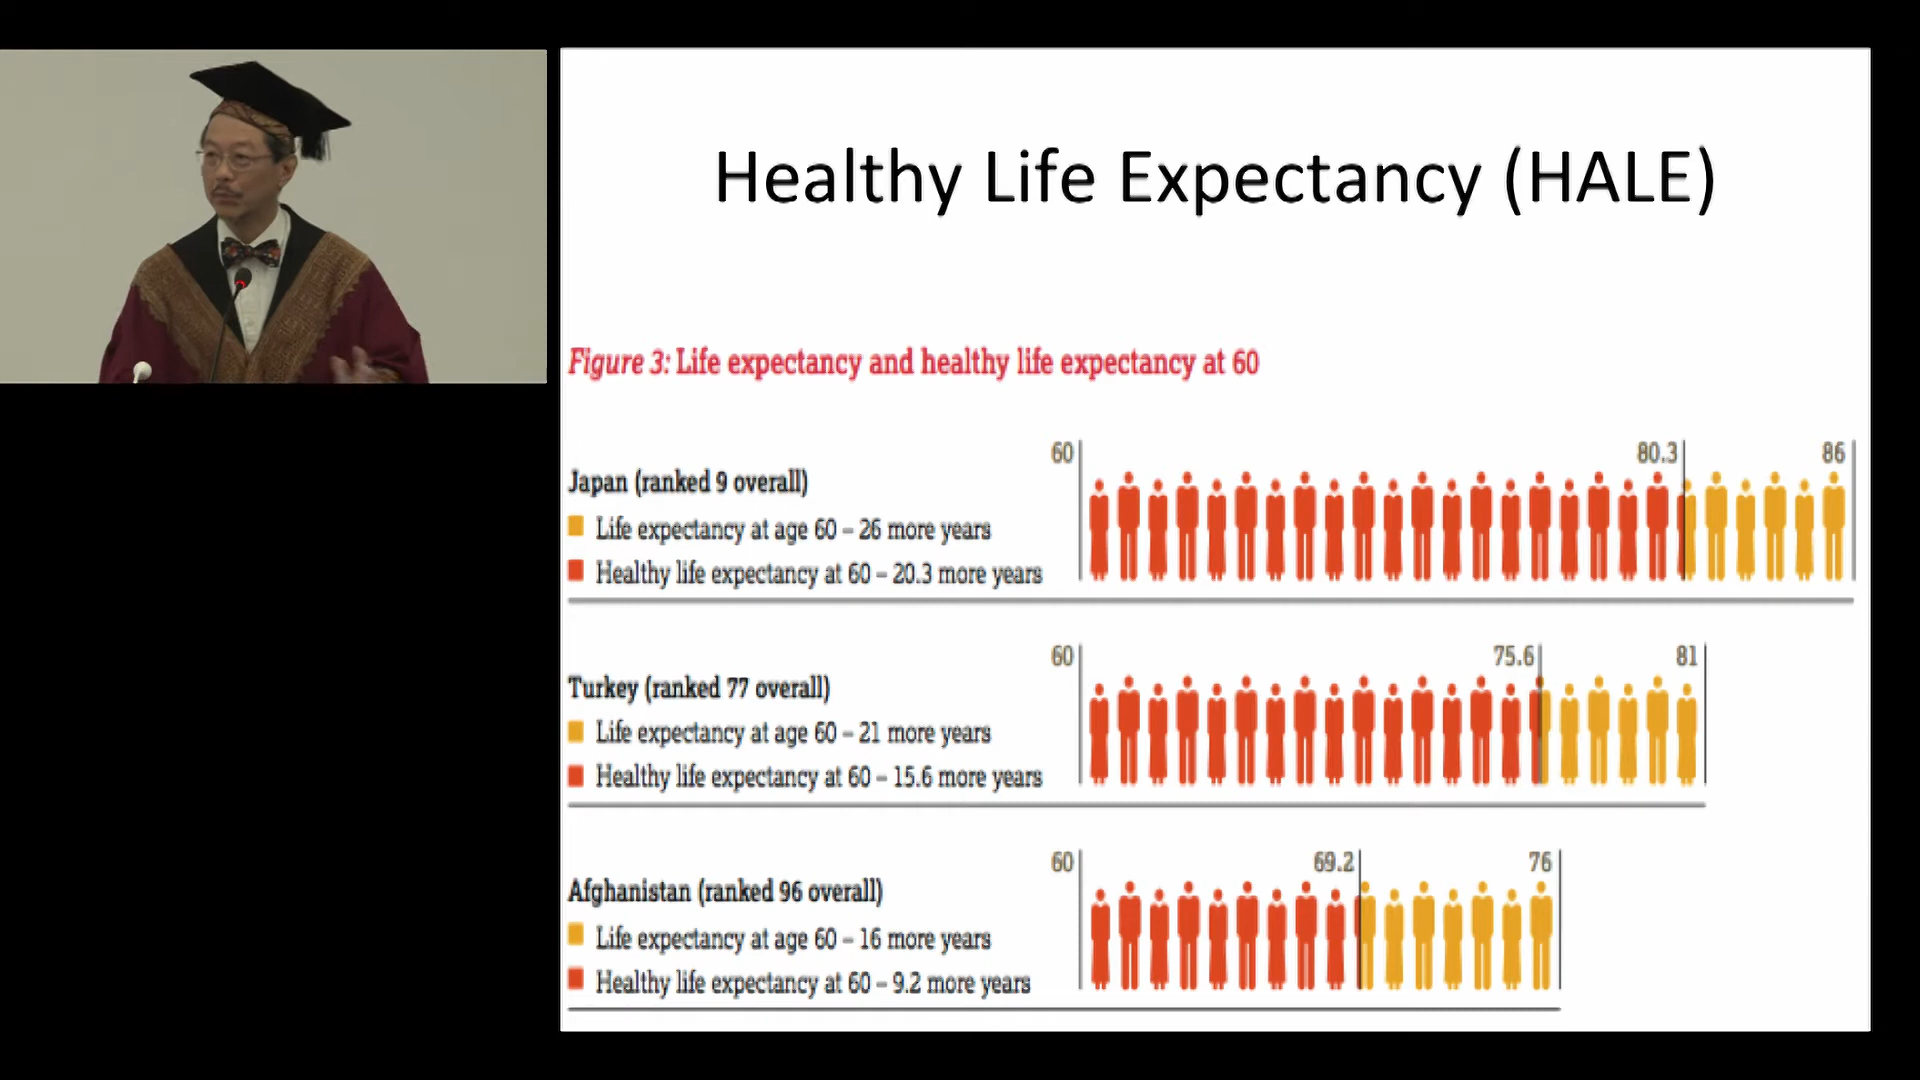 Healthy Life Expectancy (HALE)
Figure 3: Life expectancy and healthy life expectancy at 60
60 80.3 86
Japan (ranked 9 overall)
Life expectancy at age 60 – 26 more years
Healthy life expectancy at 60 – 20.3 more years
60 75.6 81
Turkey (ranked 77 overall)
Life expectancy at age 60 – 21 more years
Healthy life expectancy at 60 – 15.6 more years
60 69.2 76
Afghanistan (ranked 96 overall)
Life expectancy at age 60 – 16 more years
Healthy life expectancy at 60 – 9.2 more years